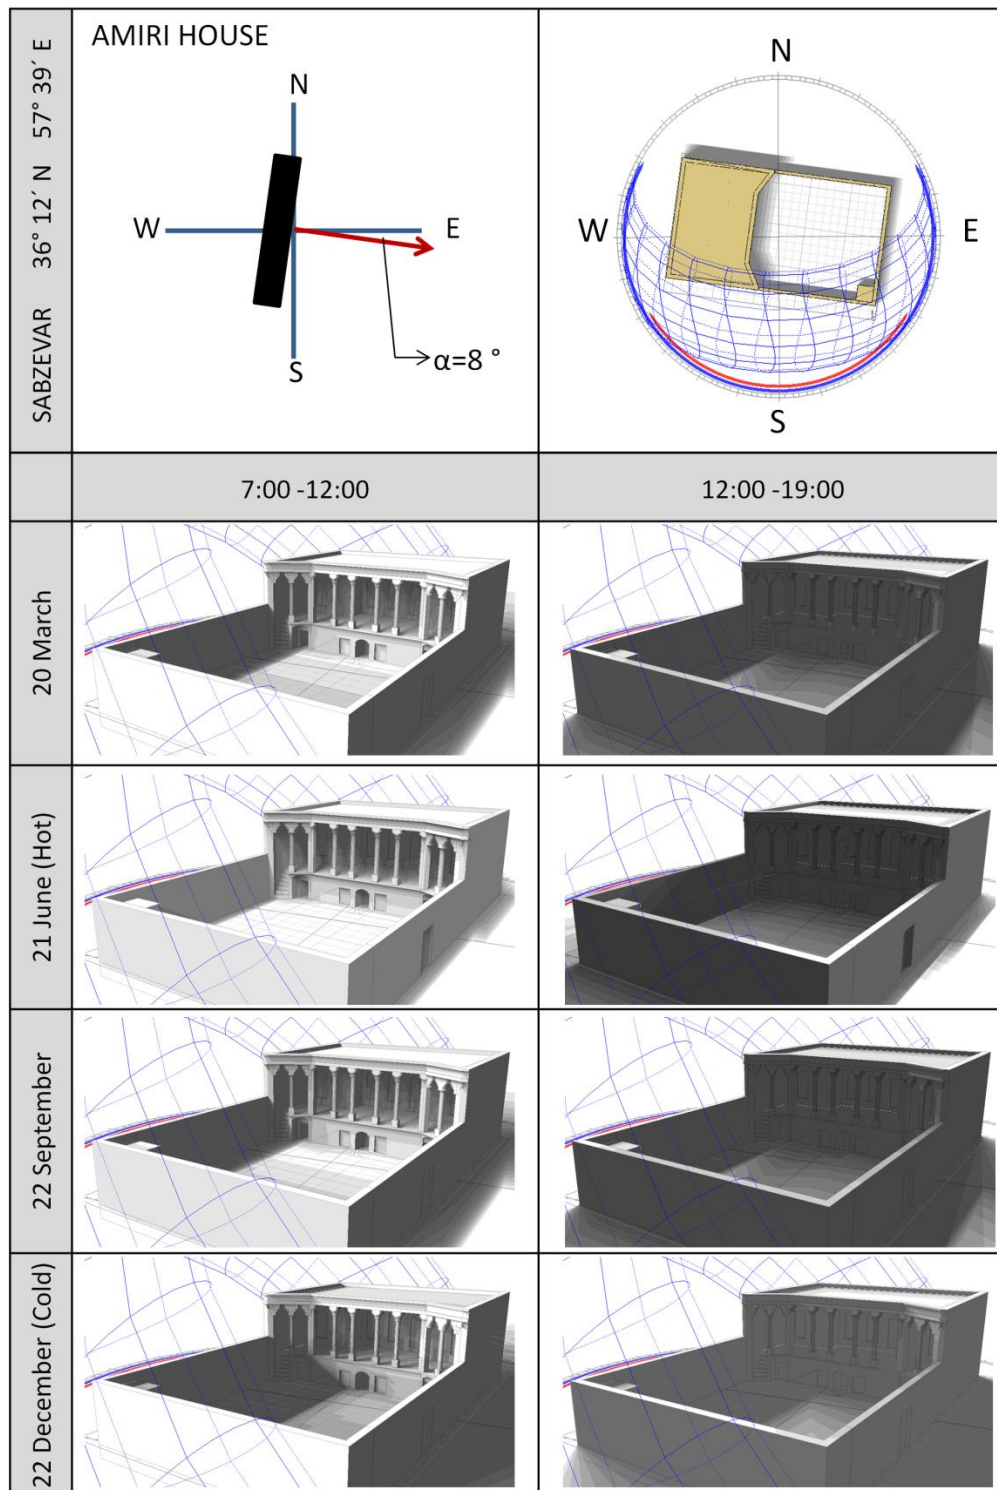 SABZEVAR 36° 12′ N 57° 39′ E
AMIRI HOUSE
N
W
E
S
α=8 °
N
W
E
S
7:00 -12:00
12:00 -19:00
20 March
21 June (Hot)
22 September
22 December (Cold)